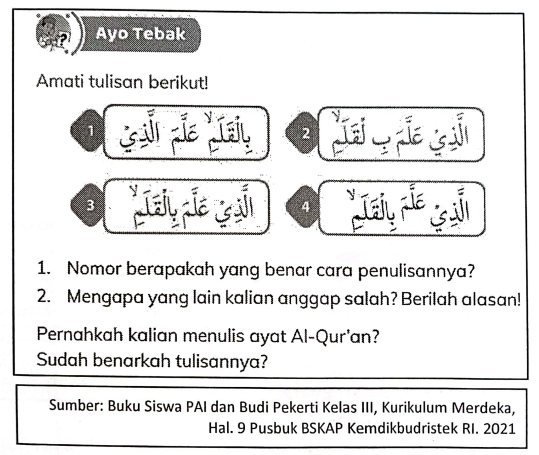 Ayo Tebak
Amati tulisan berikut!
1 بِالْقَلَمِۙ عَلَّمَ الَّذِيْ
2 الَّذِيْ عَلَّمَ بِ لْقَلَمِۙ
3 الَّذِيْ عَلَّمَ بِالْقَلَمِۙ
4 الَّذِيْ عَلَّمَ بِالْقَلَمِۙ
1. Nomor berapakah yang benar cara penulisannya?
2. Mengapa yang lain kalian anggap salah? Berilah alasan!
Pernahkah kalian menulis ayat Al-Qur'an?
Sudah benarkah tulisannya?
Sumber: Buku Siswa PAI dan Budi Pekerti Kelas III, Kurikulum Merdeka,
Hal. 9 Pusbuk BSKAP Kemdikbudristek RI. 2021